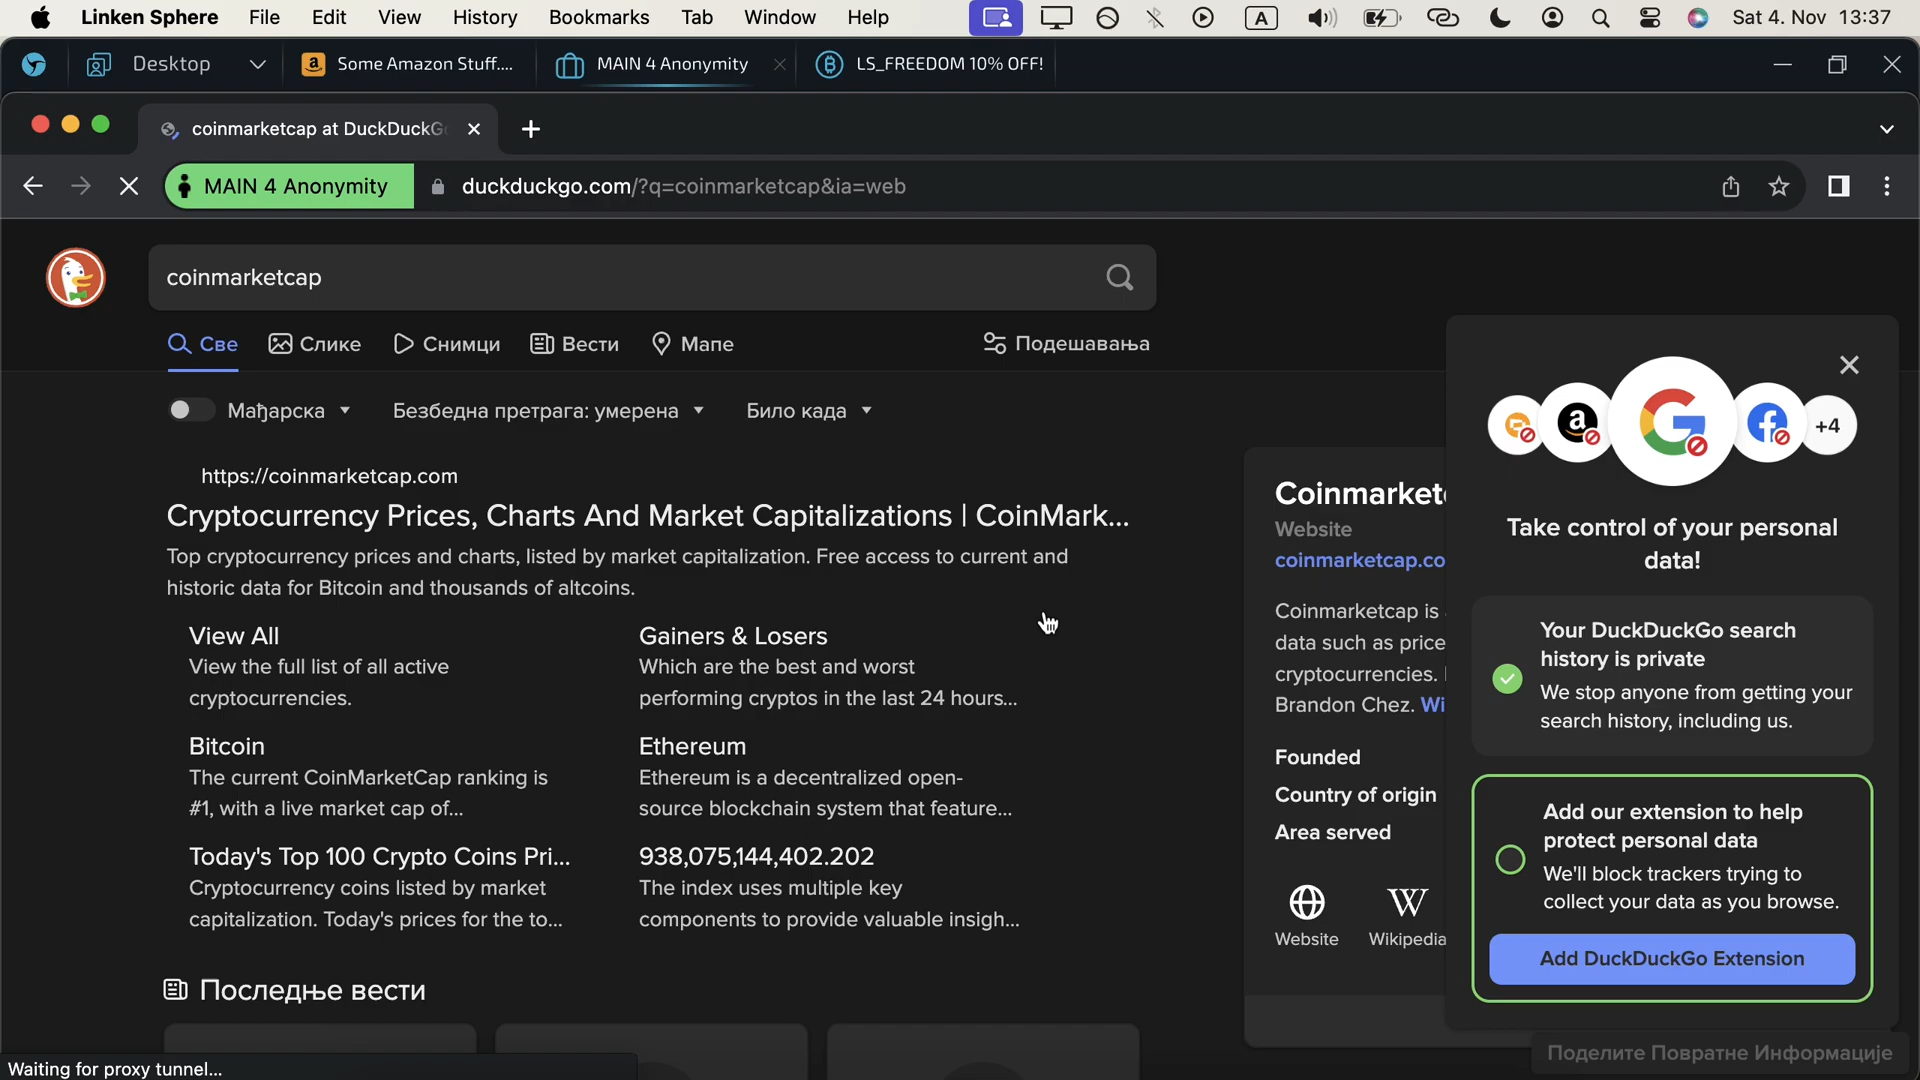 Linken Sphere File Edit View History Bookmarks Tab Window Help A Sat 4. Nov 13:37
Desktop a Some Amazon Stuff.... MAIN 4 Anonymity LS_FREEDOM 10% OFF!
coinmarketcap at DuckDuckG
MAIN 4 Anonymity duckduckgo.com/?q=coinmarketcap&ia=web
coinmarketcap
Све Слике Снимци Вести Мапе Подешавања
Мађарска Безбедна претрага: умерена Било када
https://coinmarketcap.com
Cryptocurrency Prices, Charts And Market Capitalizations | CoinMark...
Top cryptocurrency prices and charts, listed by market capitalization. Free access to current and
historic data for Bitcoin and thousands of altcoins.
View All
View the full list of all active
cryptocurrencies.
Gainers & Losers
Which are the best and worst
performing cryptos in the last 24 hours...
Bitcoin
The current CoinMarketCap ranking is
#1, with a live market cap of...
Ethereum
Ethereum is a decentralized open-
source blockchain system that feature...
Today's Top 100 Crypto Coins Pri...
Cryptocurrency coins listed by market
capitalization. Today's prices for the to...
938,075,144,402.202
The index uses multiple key
components to provide valuable insigh...
Последње вести
Coinmarket
Website
coinmarketcap.co
Coinmarketcap is
data such as price
cryptocurrencies.
Brandon Chez. Wi
Founded
Country of origin
Area served
W
Website Wikipedia
a G f +4
Take control of your personal
data!
Your DuckDuckGo search
history is private
We stop anyone from getting your
search history, including us.
Add our extension to help
protect personal data
We'll block trackers trying to
collect your data as you browse.
Add DuckDuckGo Extension
Поделите Повратне Информације
Waiting for proxy tunnel...